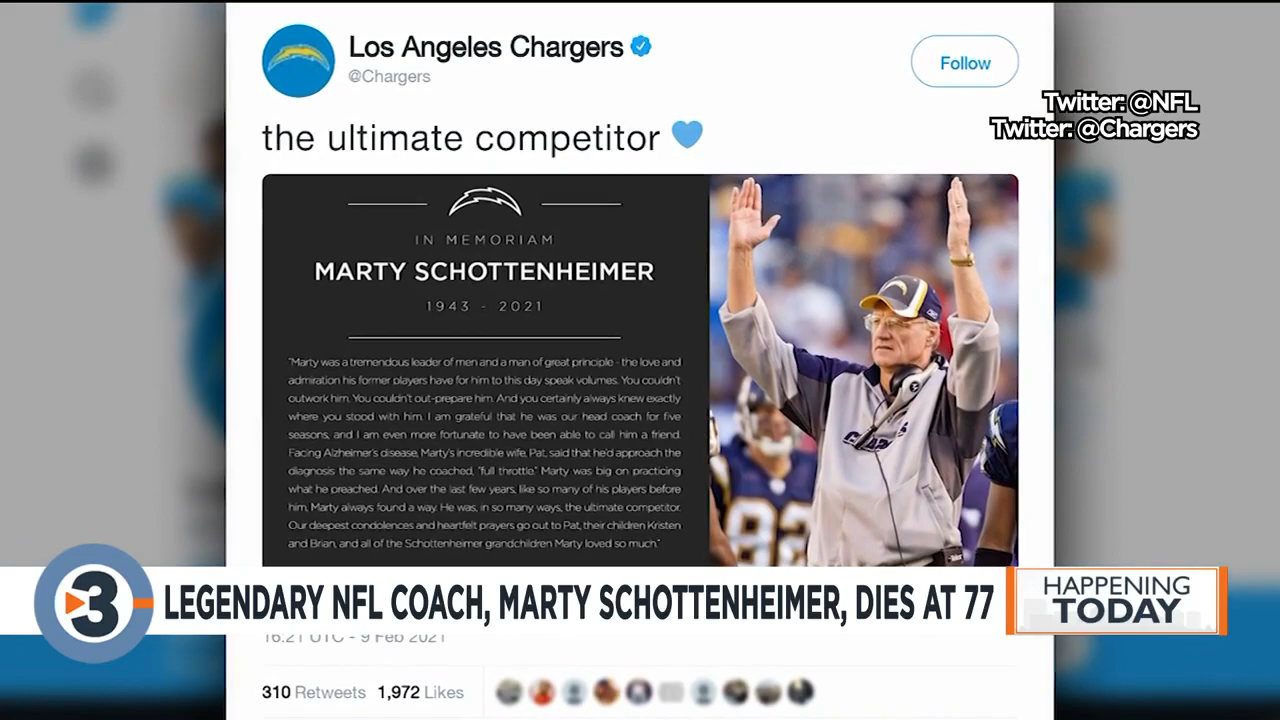 Los Angeles Chargers
@Chargers
Follow
Twitter: @NFL
Twitter: @Chargers
the ultimate competitor
IN MEMORIAM
MARTY SCHOTTENHEIMER
1943 - 2021
"Marty was a tremendous leader of men and a man of great principle - the love and
admiration his former players have for him to this day speak volumes. You couldn't
outwork him. You couldn't out-prepare him. And you certainly always knew exactly
where you stood with him. I am grateful that he was our head coach for five
seasons, and I am even more fortunate to have been able to call him a friend.
Facing Alzheimer's disease, Marty's incredible wife, Pat, said that he'd approach the
diagnosis the same way he coached, "full throttle." Marty was big on practicing
what he preached. And over the last few years, like so many of his players before
him, Marty always found a way. He was, in so many ways, the ultimate competitor.
Our deepest condolences and heartfelt prayers go out to Pat, their children Kristen
and Brian, and all of the Schottenheimer grandchildren Marty loved so much."
3
LEGENDARY NFL COACH, MARTY SCHOTTENHEIMER, DIES AT 77
HAPPENING
TODAY
16:21 UTC - 9 Feb 2021
310 Retweets 1,972 Likes